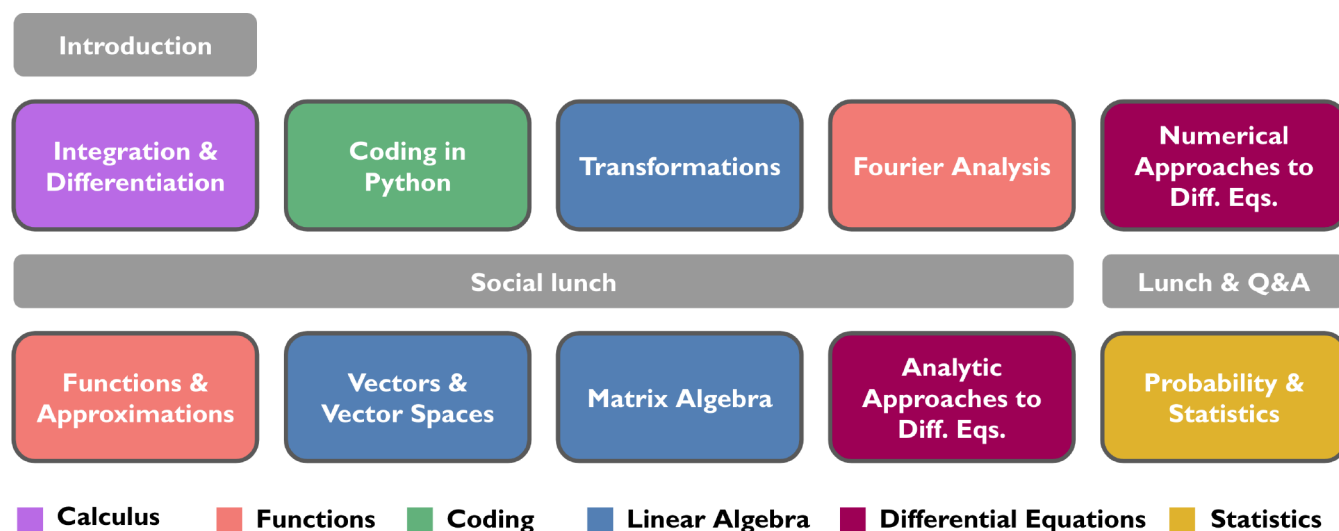 Introduction
Integration &
Differentiation
Coding in
Python
Transformations
Fourier Analysis
Numerical
Approaches to
Diff. Eqs.
Social lunch
Lunch & Q&A
Functions &
Approximations
Vectors &
Vector Spaces
Matrix Algebra
Analytic
Approaches to
Diff. Eqs.
Probability &
Statistics
Calculus
Functions
Coding
Linear Algebra
Differential Equations
Statistics